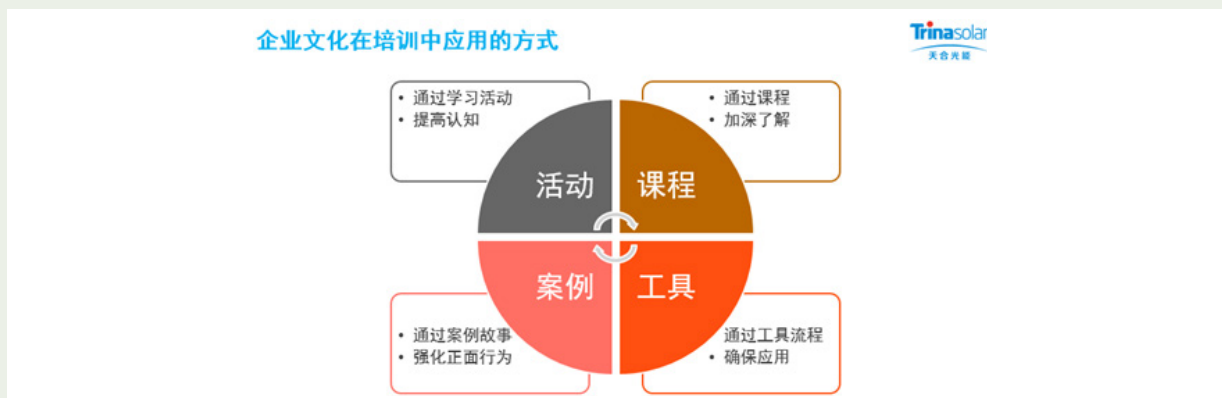 企业文化在培训中应用的方式
Trinasolar
天合光能
• 通过学习活动
• 提高认知
• 通过课程
• 加深了解
活动
课程
案例
工具
• 通过案例故事
• 强化正面行为
通过工具流程
• 确保应用